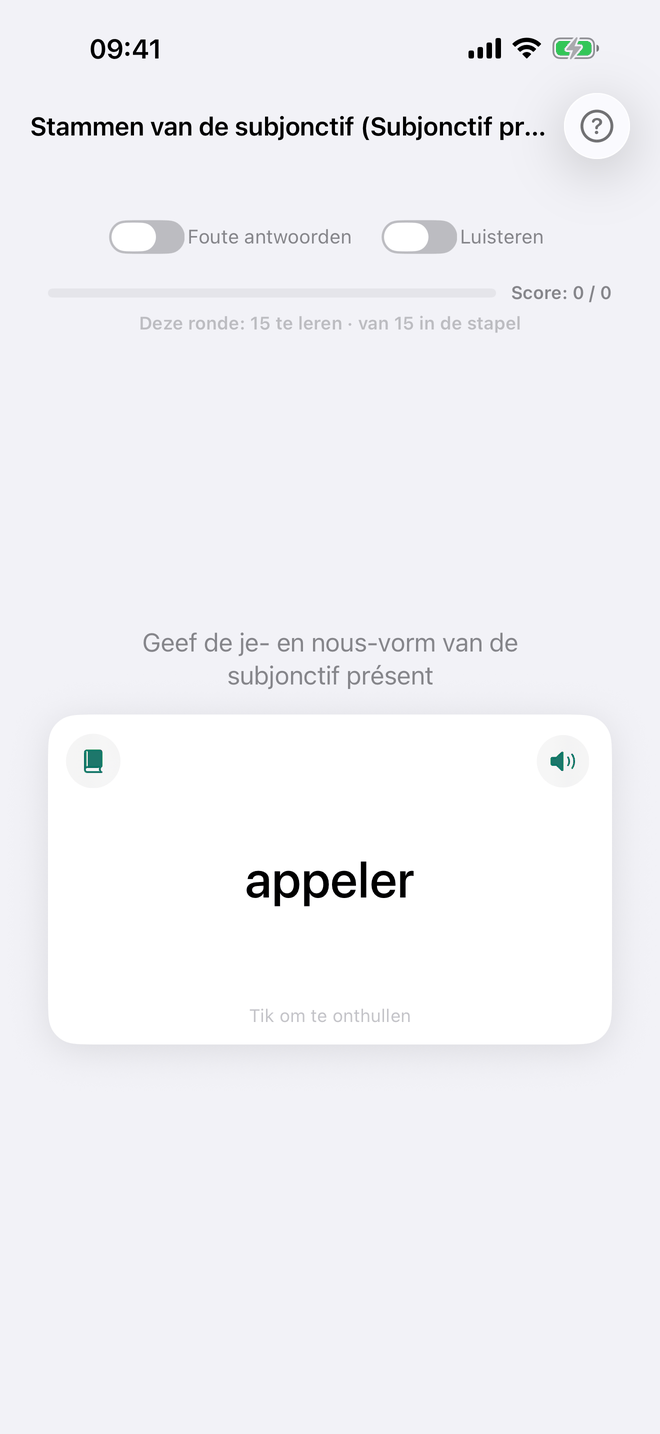 09:41
Stammen van de subjonctif (Subjonctif pr...
Foute antwoorden
Luisteren
Score: 0 / 0
Deze ronde: 15 te leren · van 15 in de stapel
Geef de je- en nous-vorm van de
subjonctif présent
appeler
Tik om te onthullen